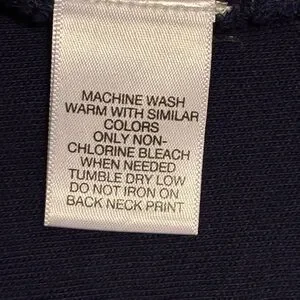 MACHINE WASH
WARM WITH SIMILAR
COLORS
ONLY NON-
CHLORINE BLEACH
WHEN NEEDED
TUMBLE DRY LOW
DO NOT IRON ON
BACK NECK PRINT